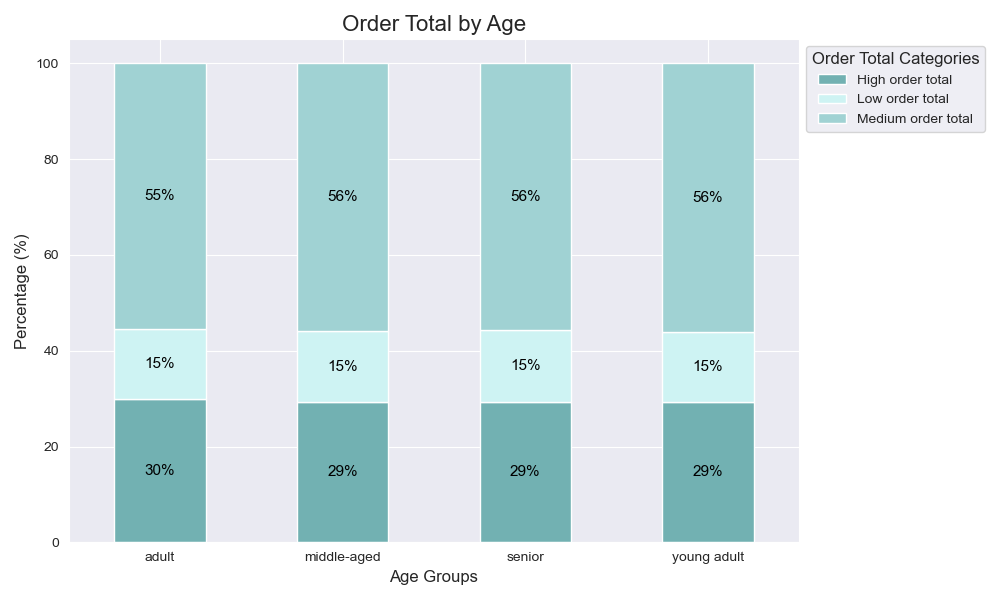 Order Total by Age
Order Total Categories
High order total
Low order total
Medium order total
Percentage (%)
100
80
60
40
20
0
55%
56%
56%
56%
15%
15%
15%
15%
30%
29%
29%
29%
adult
middle-aged
senior
young adult
Age Groups